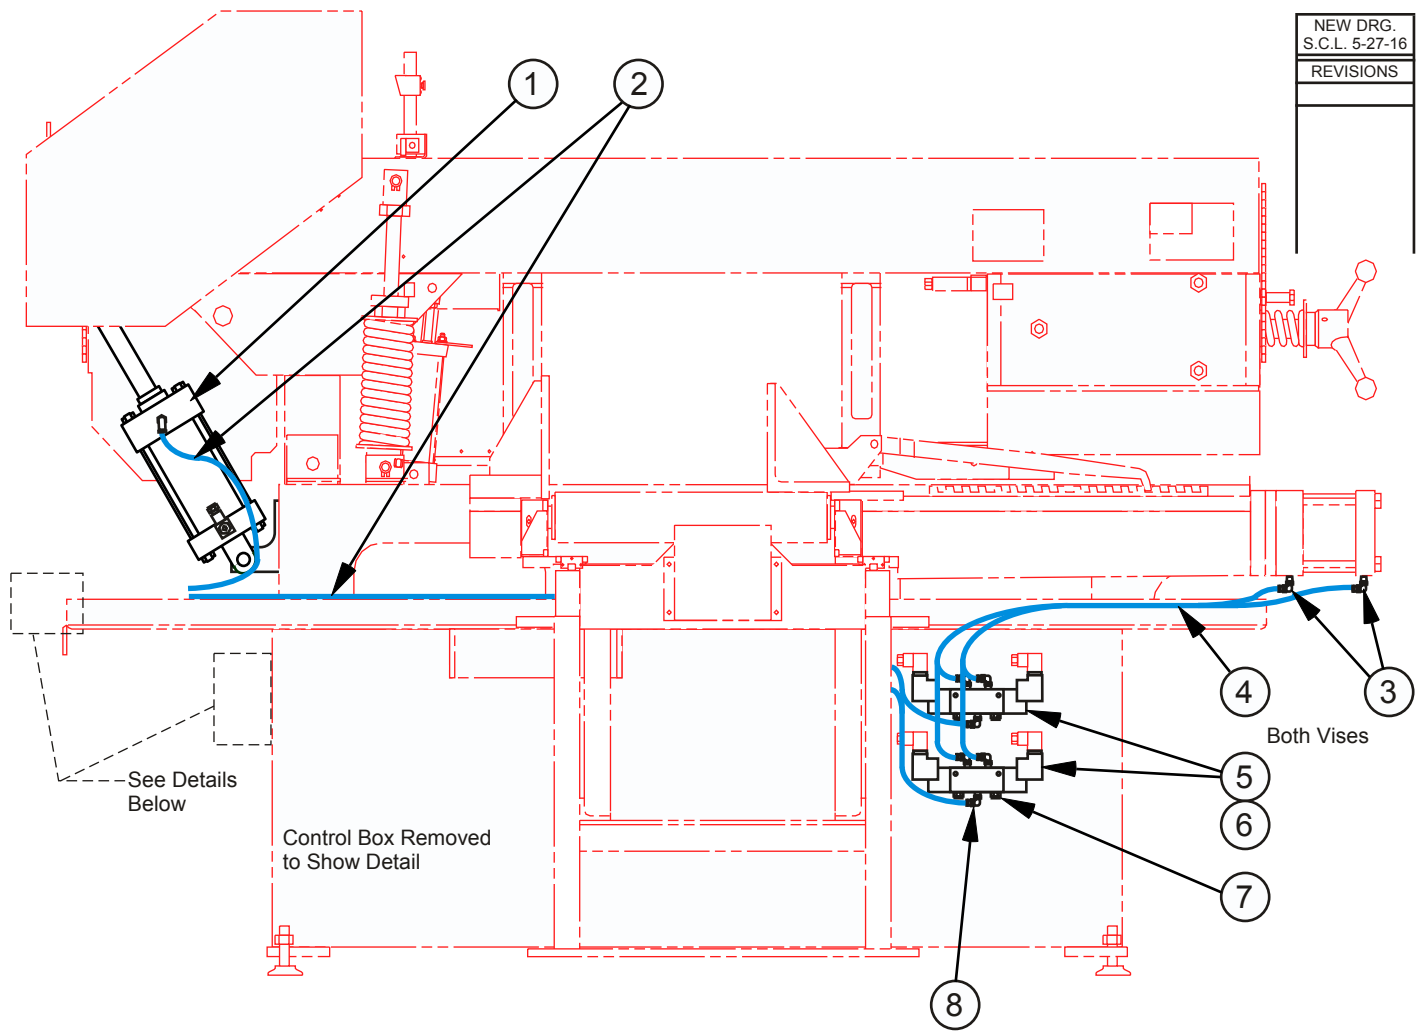 NEW DRG.
S.C.L. 5-27-16
REVISIONS
1
2
4
3
Both Vises
5
See Details
Below
6
Control Box Removed
to Show Detail
7
8